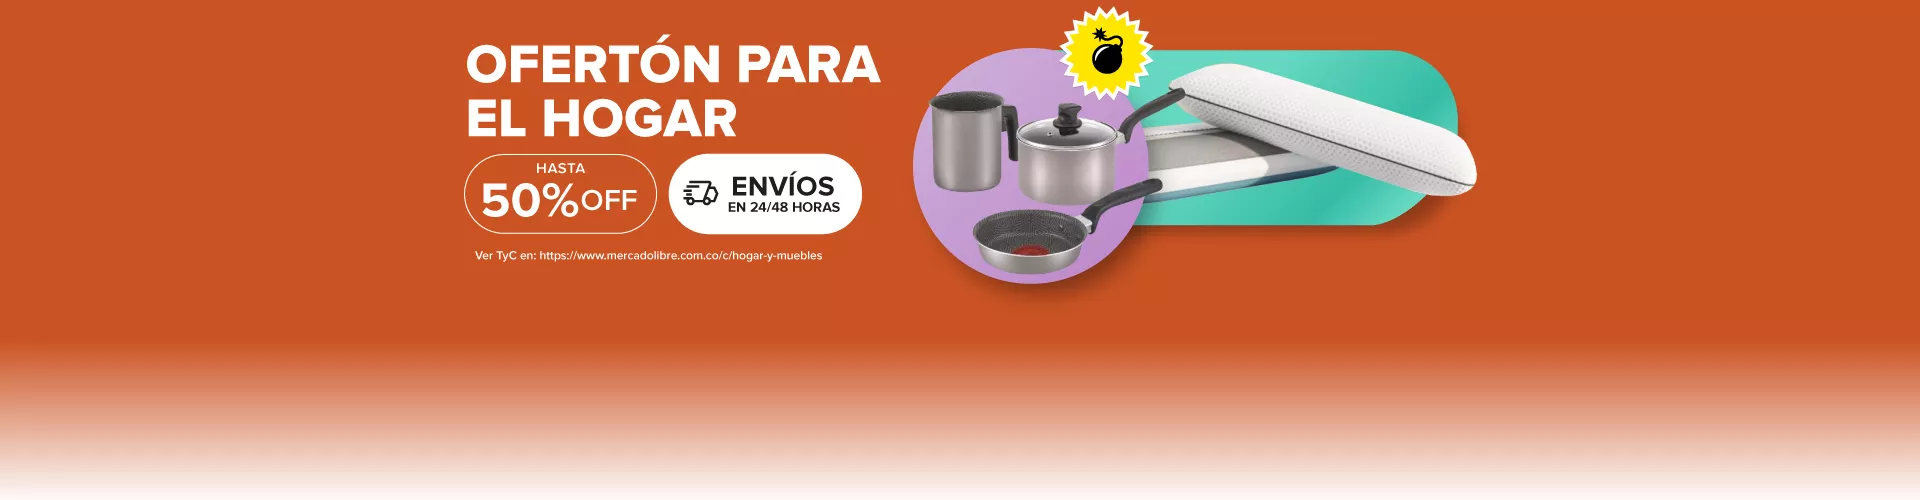 OFERTÓN PARA
EL HOGAR
HASTA
50% OFF
ENVÍOS
EN 24/48 HORAS
Ver TyC en: https://www.mercadolibre.com.co/c/hogar-y-muebles